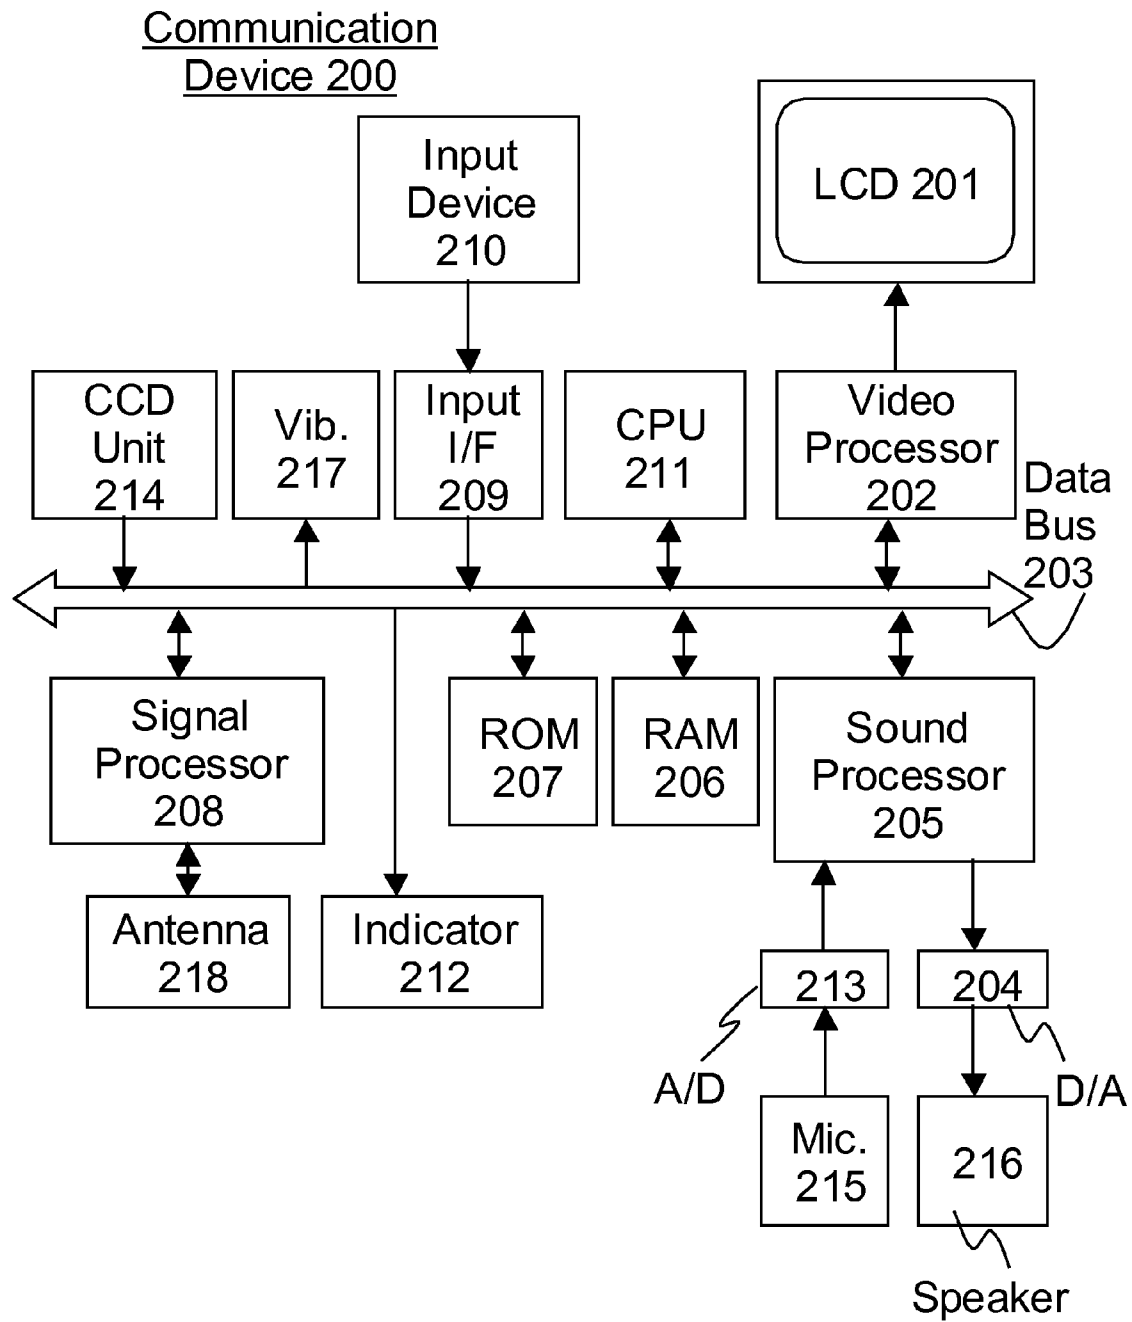 Communication
Device 200
Input
Device
210
LCD 201
CCD
Unit
214
Vib.
217
Input
I/F
209
CPU
211
Video
Processor
202
Data
Bus
203
Signal
Processor
208
ROM
207
RAM
206
Sound
Processor
205
Antenna
218
Indicator
212
213
204
A/D
D/A
Mic.
215
216
Speaker